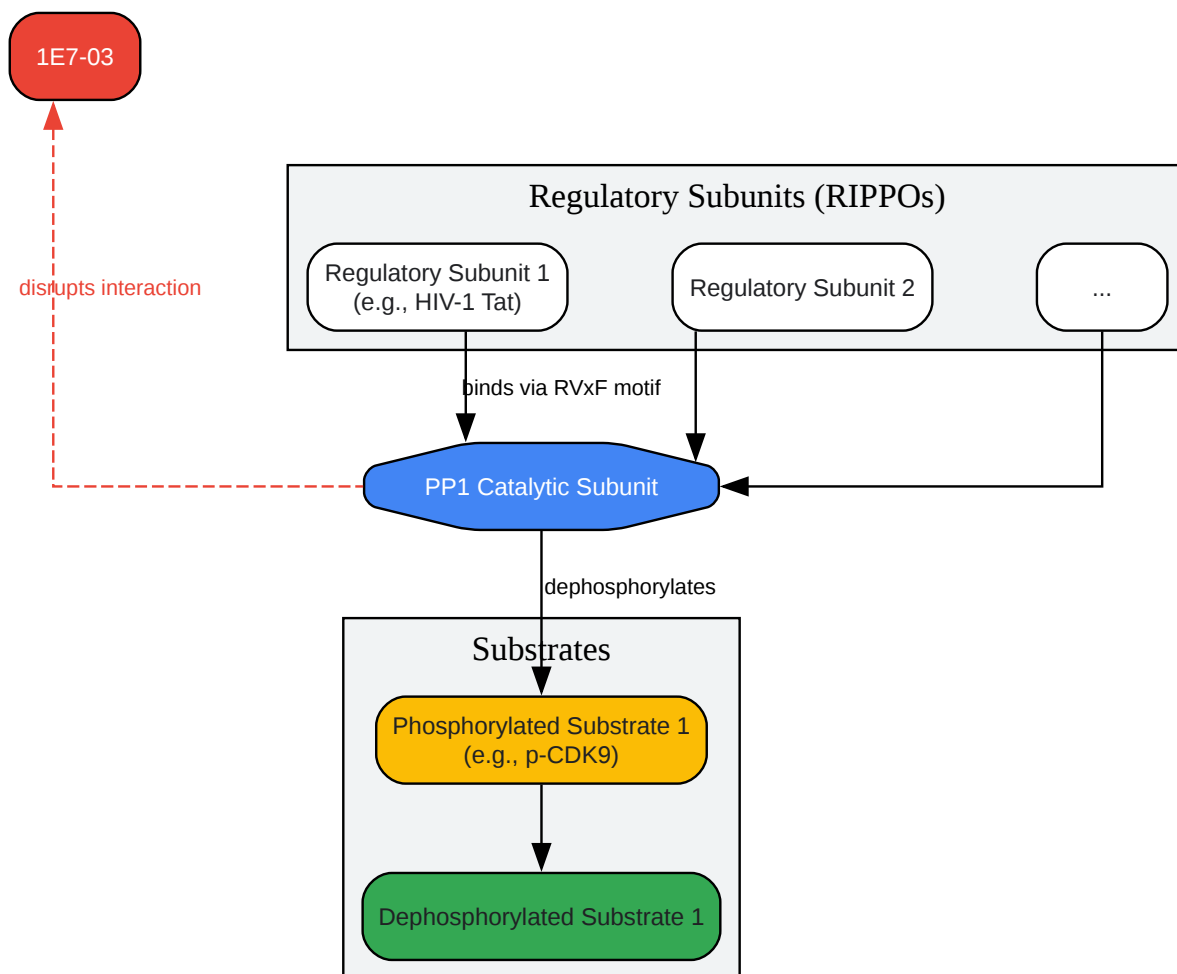 1E7-03
Regulatory Subunits (RIPPOs)
Regulatory Subunit 1
(e.g., HIV-1 Tat)
Regulatory Subunit 2
...
disrupts interaction
binds via RVxF motif
PP1 Catalytic Subunit
dephosphorylates
Substrates
Phosphorylated Substrate 1
(e.g., p-CDK9)
Dephosphorylated Substrate 1